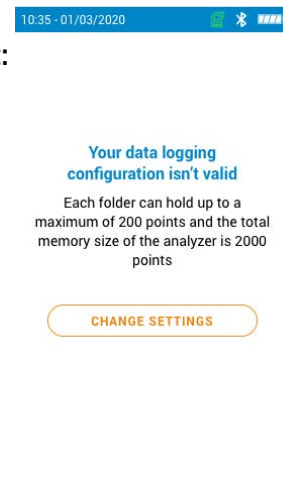 10:35 - 01/03/2020
:
Your data logging
configuration isn't valid
Each folder can hold up to a
maximum of 200 points and the total
memory size of the analyzer is 2000
points
CHANGE SETTINGS